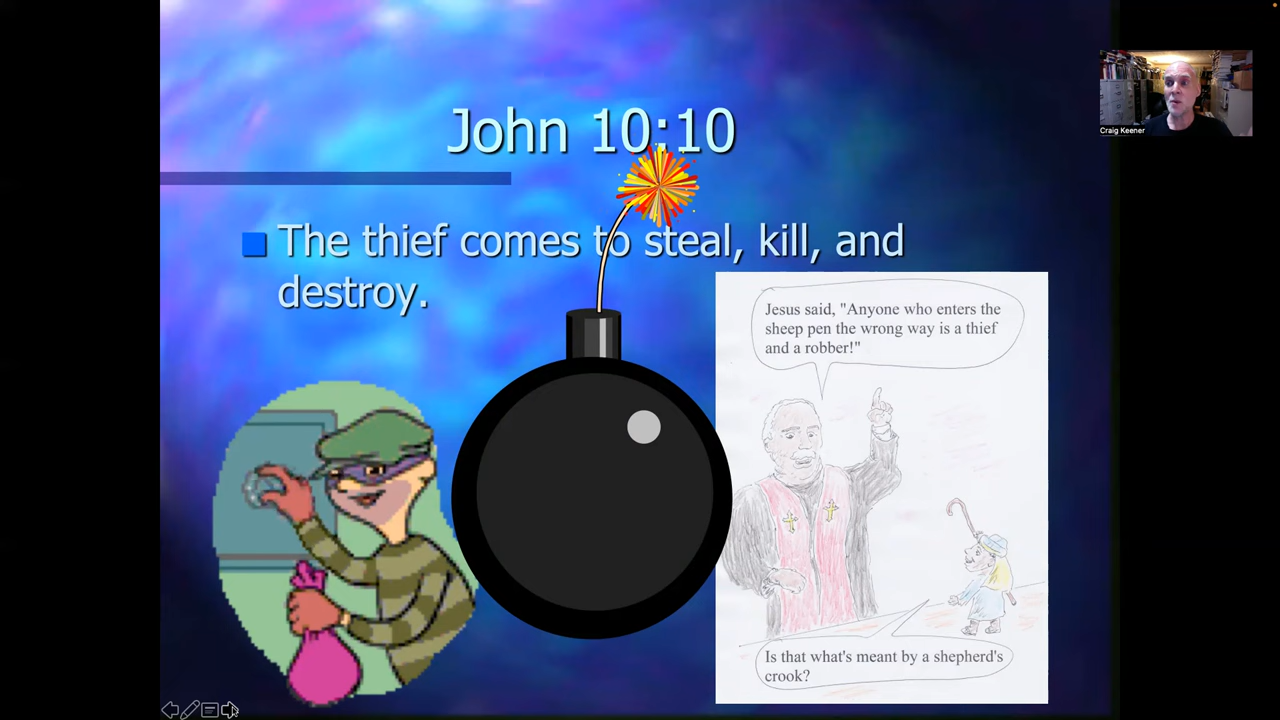 John 10:10
The thief comes to steal, kill, and
destroy.
Jesus said, "Anyone who enters the
sheep pen the wrong way is a thief
and a robber!"
Is that what's meant by a shepherd's
crook?
Craig Keener